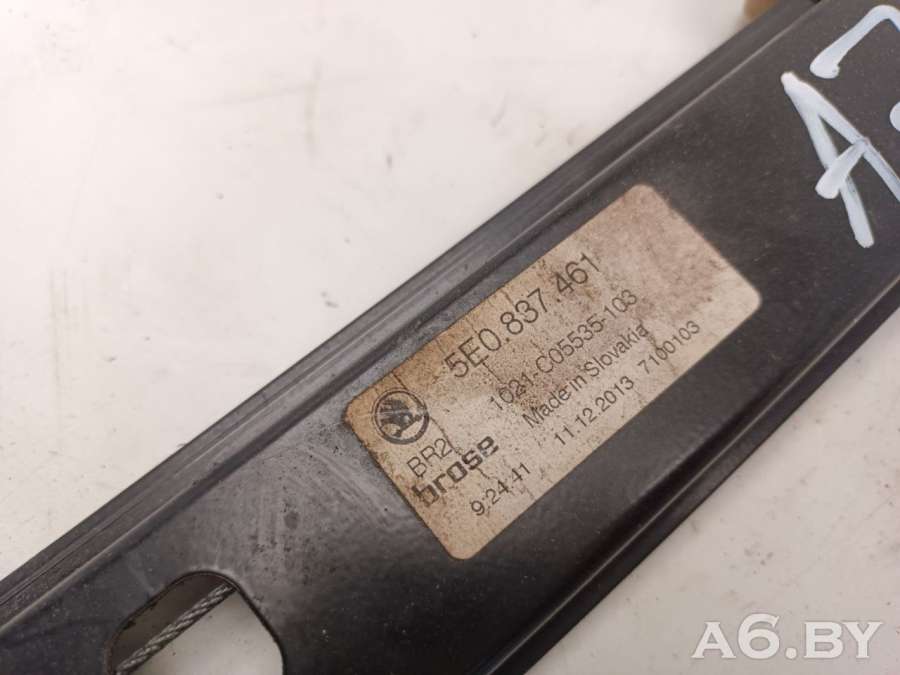 5E0.837.461
BR2 1C21-C05535-103
brose Made in Slovakia
9:24:41 11.12.2013 7100103
A6.BY